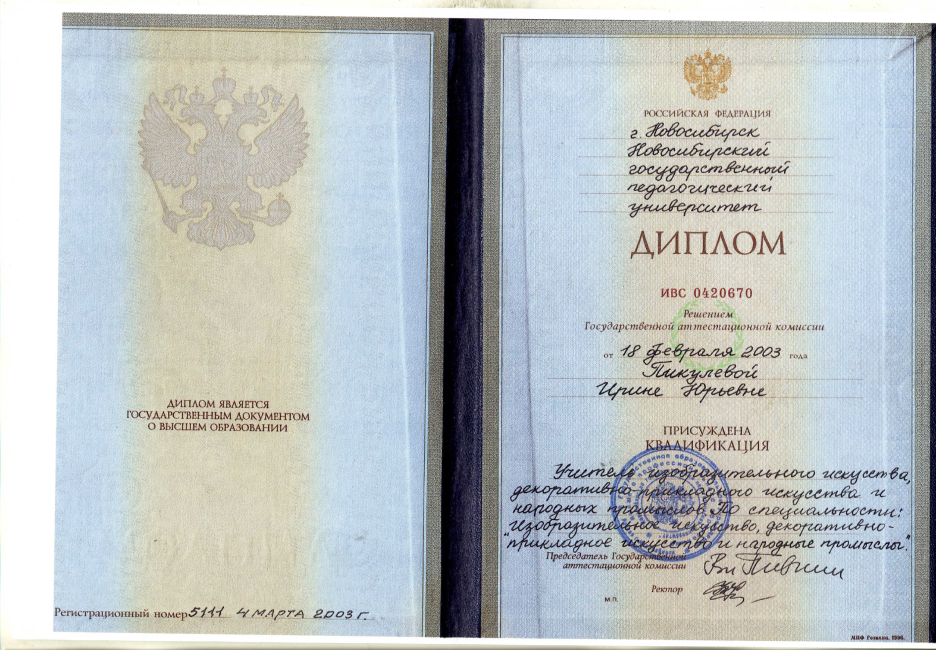 ДИПЛОМ ЯВЛЯЕТСЯ
ГОСУДАРСТВЕННЫМ ДОКУМЕНТОМ
О ВЫСШЕМ ОБРАЗОВАНИИ
Регистрационный номер 5111 4 МАРТА 2003 г.
РОССИЙСКАЯ ФЕДЕРАЦИЯ
г. Новосибирск
Новосибирский
государственный
педагогический
университет
ДИПЛОМ
ИВС 0420670
Решением
Государственной аттестационной комиссии
от 18 февраля 2003 года
Пикулевой
Ирине Юрьевне
ПРИСУЖДЕНА
КВАЛИФИКАЦИЯ
Учитель изобразительного искусства,
декоративно-прикладного искусства и
народных промыслов. По специальности:
"изобразительное искусство, декоративно-
прикладное искусство и народные промыслы".
Председатель Государственной
аттестационной комиссии
Ректор
М.П.
МПФ Гознака. 1996.